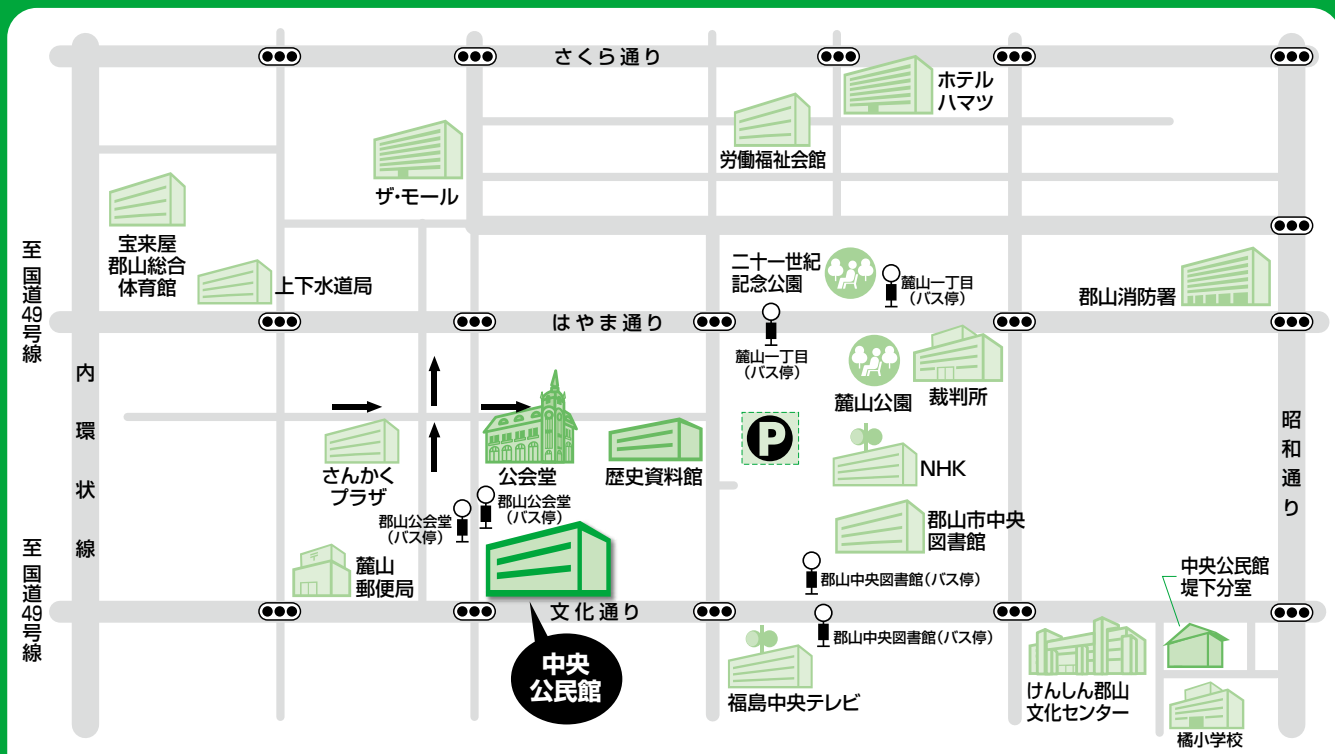 さくら通り
ホテル
ハマツ
労働福祉会館
ザ・モール
宝来屋
郡山総合
体育館
上下水道局
二十一世紀
記念公園
麓山一丁目
(バス停)
郡山消防署
至国道49号線
はやま通り
麓山一丁目
(バス停)
麓山公園
裁判所
内環状線
昭和通り
P
さんかく
プラザ
公会堂
歴史資料館
NHK
郡山公会堂
(バス停)
郡山公会堂
(バス停)
郡山市中央
図書館
至国道49号線
〒
麓山
郵便局
郡山中央図書館(バス停)
中央公民館
堤下分室
文化通り
郡山中央図書館(バス停)
中央
公民館
福島中央テレビ
けんしん郡山
文化センター
橘小学校